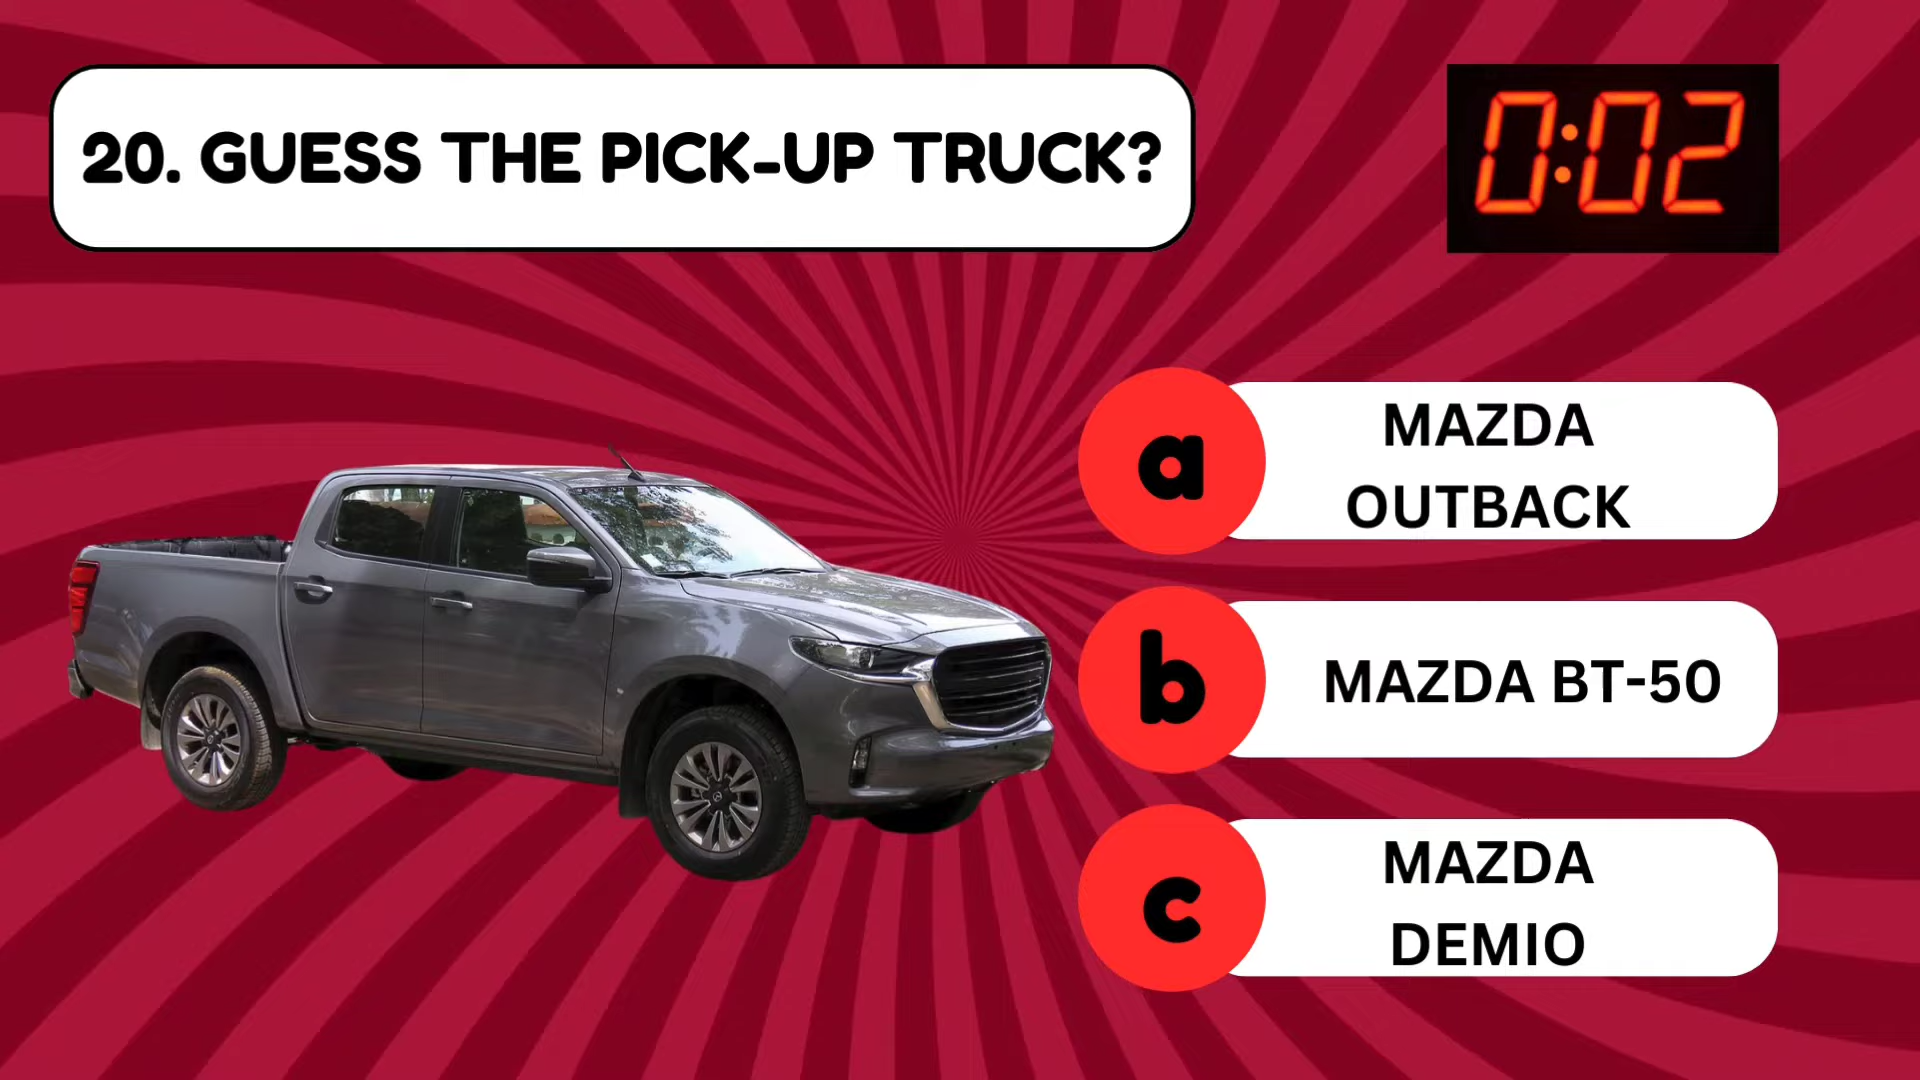 20. GUESS THE PICK-UP TRUCK?
0:02
a
MAZDA
OUTBACK
b
MAZDA BT-50
c
MAZDA
DEMIO